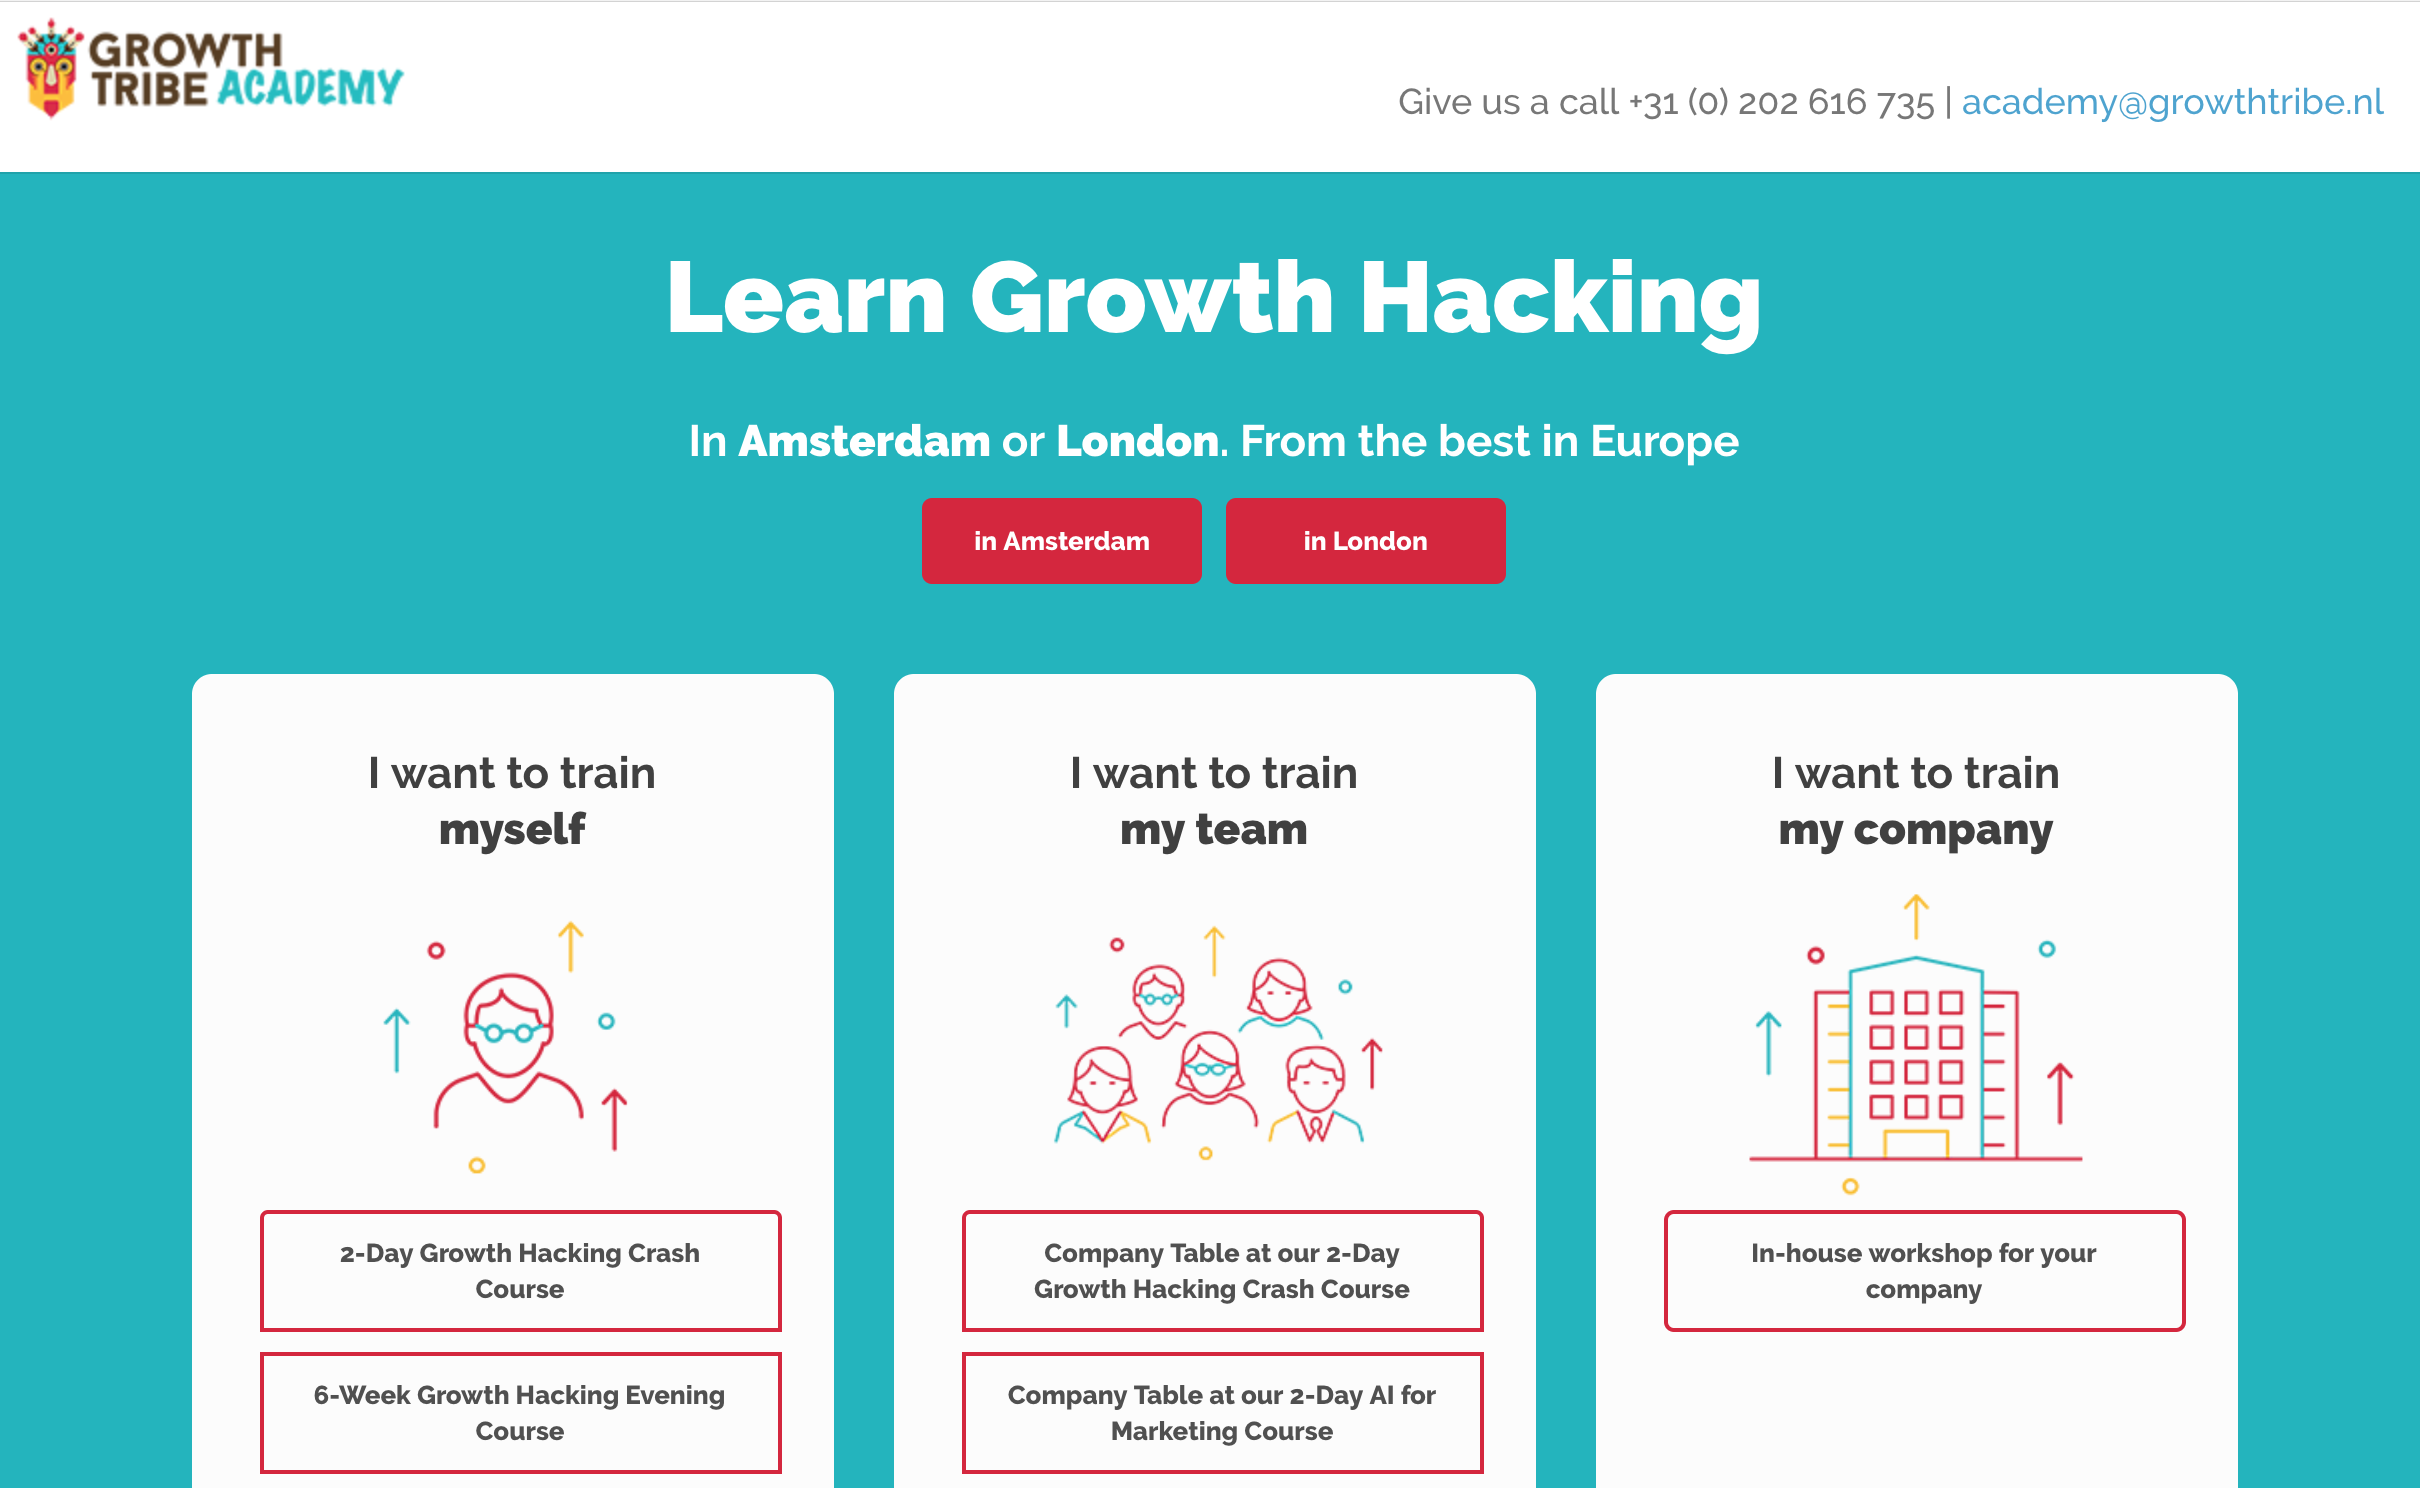 GROWTH
TRIBE ACADEMY
Give us a call +31 (0) 202 616 735 | academy@growthtribe.nl
Learn Growth Hacking
In Amsterdam or London. From the best in Europe
in Amsterdam
in London
I want to train
myself
2-Day Growth Hacking Crash
Course
6-Week Growth Hacking Evening
Course
I want to train
my team
Company Table at our 2-Day
Growth Hacking Crash Course
Company Table at our 2-Day AI for
Marketing Course
I want to train
my company
In-house workshop for your
company